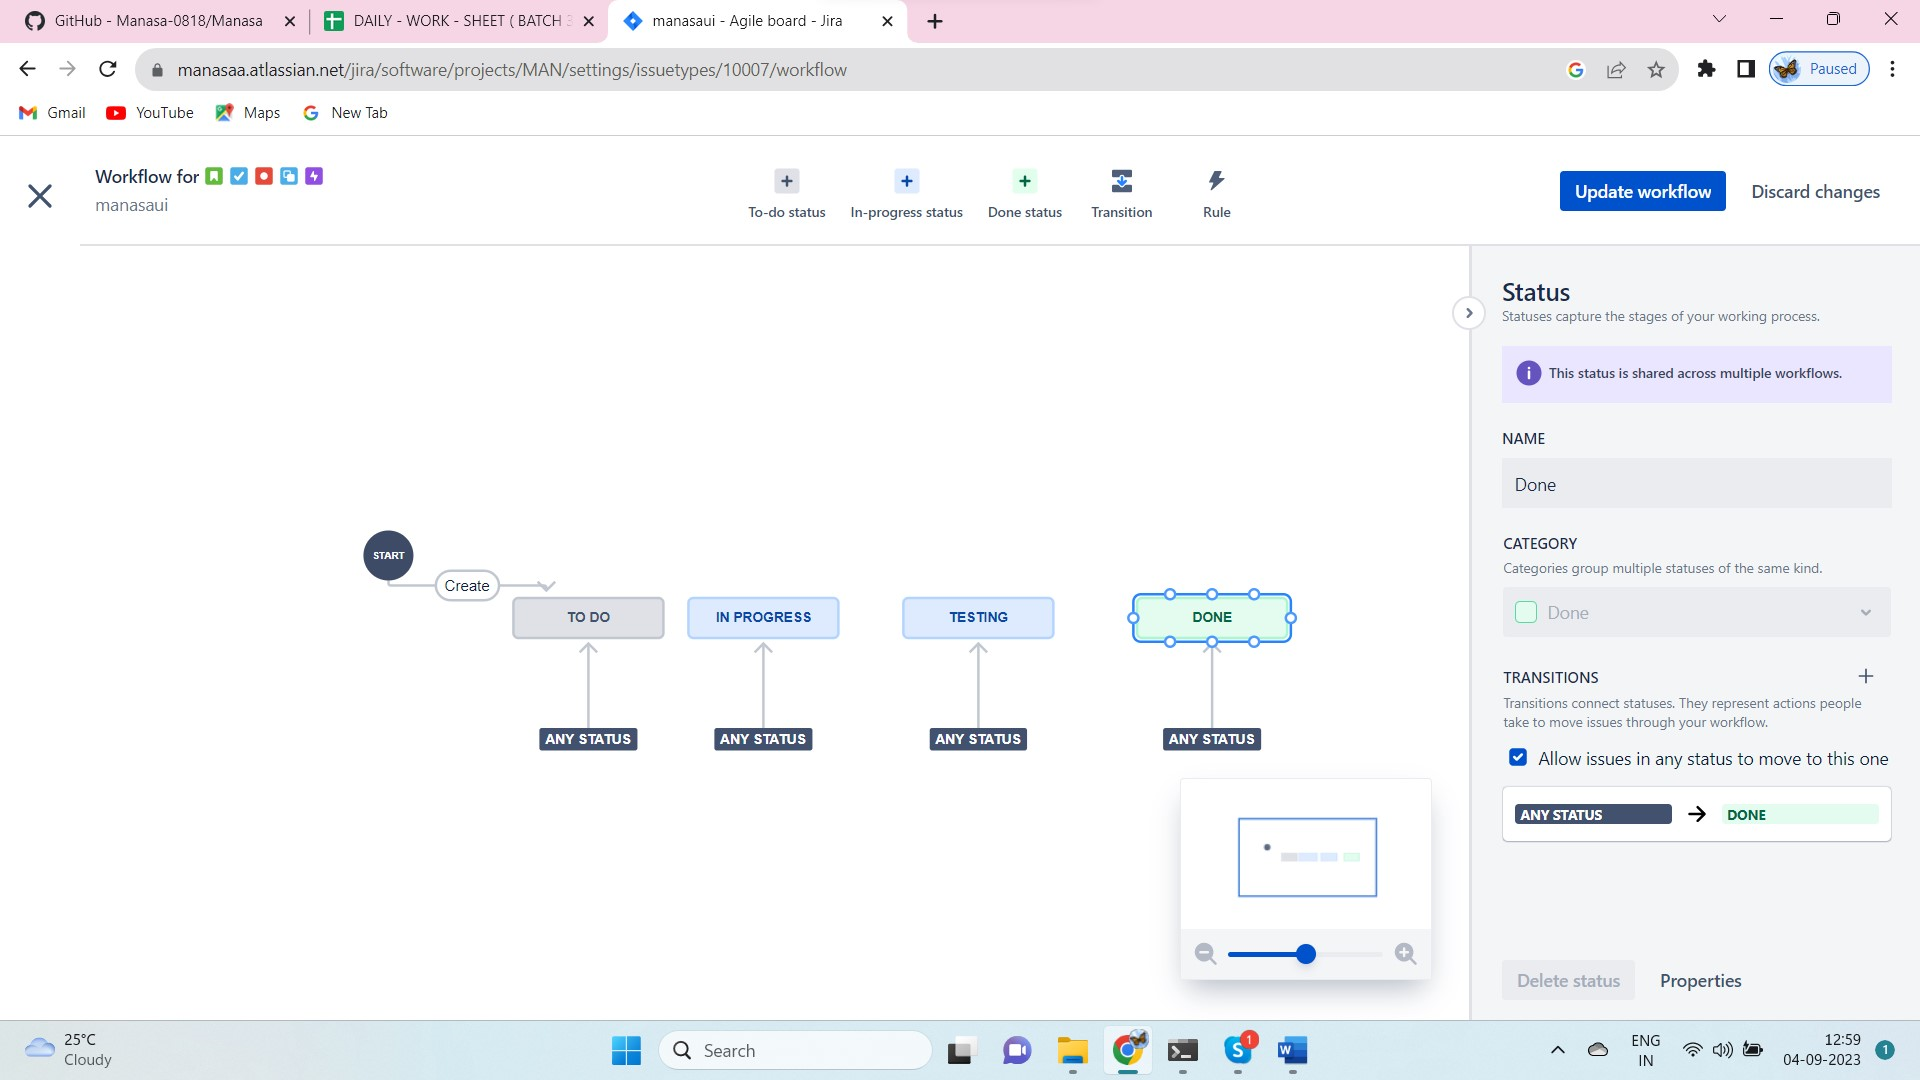 GitHub - Manasa-0818/Manasa
DAILY - WORK - SHEET ( BATCH 3
manasaui - Agile board - Jira
manasaa.atlassian.net/jira/software/projects/MAN/settings/issuetypes/10007/workflow
Paused
Gmail
YouTube
Maps
New Tab
Workflow for
manasaui
To-do status
In-progress status
Done status
Transition
Rule
Update workflow
Discard changes
START
Create
TO DO
IN PROGRESS
TESTING
DONE
ANY STATUS
ANY STATUS
ANY STATUS
ANY STATUS
Status
Statuses capture the stages of your working process.
This status is shared across multiple workflows.
NAME
Done
CATEGORY
Categories group multiple statuses of the same kind.
Done
TRANSITIONS
Transitions connect statuses. They represent actions people
take to move issues through your workflow.
Allow issues in any status to move to this one
ANY STATUS
DONE
Delete status
Properties
25°C
Cloudy
Search
1
ENG
IN
12:59
04-09-2023
1